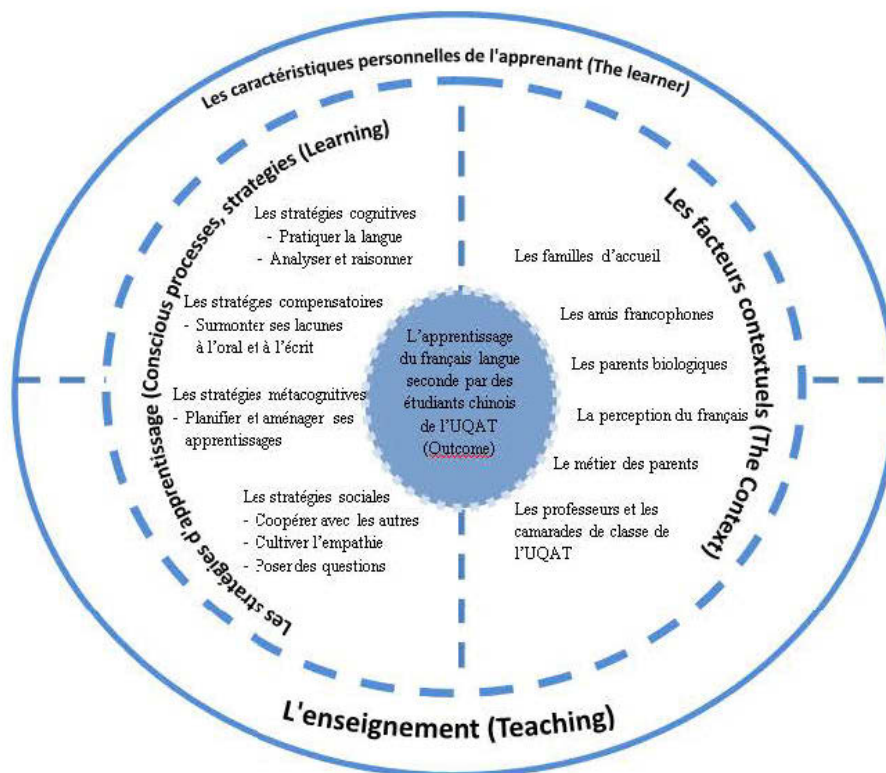 Les caractéristiques personnelles de l'apprenant (The learner)
Les stratégies d'apprentissage (Conscious processes, strategies (Learning)
Les stratégies cognitives
- Pratiquer la langue
- Analyser et raisonner
Les stratégies compensatoires
- Surmonter ses lacunes
à l'oral et à l'écrit
Les stratégies métacognitives
- Planifier et aménager ses
apprentissages
Les stratégies sociales
- Coopérer avec les autres
- Cultiver l'empathie
- Poser des questions
L'apprentissage
du français langue
seconde par des
étudiants chinois
de l'UQAT
(Outcome)
Les familles d'accueil
Les amis francophones
Les parents biologiques
La perception du français
Le métier des parents
Les professeurs et les
camarades de classe de
l'UQAT
Les facteurs contextuels (The Context)
L'enseignement (Teaching)